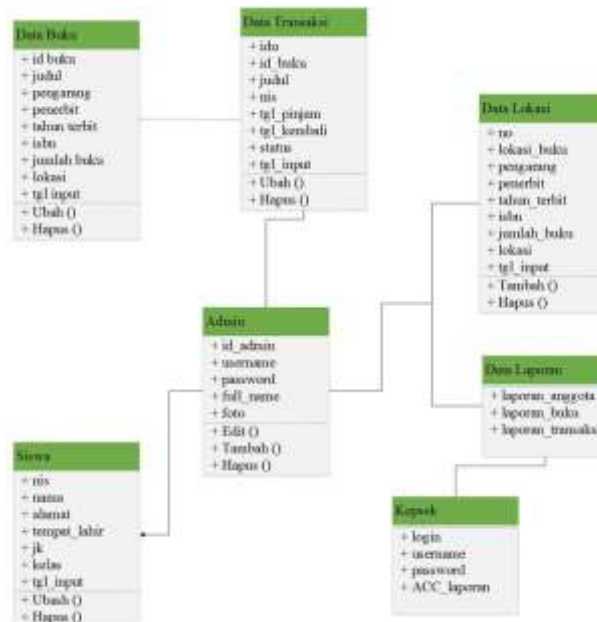 Data Buku
+ id buku
+ judul
+ pengarang
+ penerbit
+ tahun terbit
+ isbn
+ jumlah buku
+ lokasi
+ tgl input
+ Ubah ()
+ Hapus ()
Data Transaksi
+ idu
+ id_buku
+ judul
+ nis
+ tgl_pinjam
+ tgl_kembali
+ status
+ tgl_input
+ Ubah ()
+ Hapus ()
Data Lokasi
+ no
+ lokasi_buku
+ pengarang
+ penerbit
+ tahun_terbit
+ isbn
+ jumlah_buku
+ lokasi
+ tgl_input
+ Tambah ()
+ Hapus ()
Admin
+ id_admin
+ username
+ password
+ full_name
+ foto
+ Edit ()
+ Tambah ()
+ Hapus ()
Data Laporan
+ laporan_anggota
+ laporan_buku
+ laporan_transaksi
Siswa
+ nis
+ nama
+ alamat
+ tempat_lahir
+ jk
+ kelas
+ tgl_input
+ Ubash ()
+ Hapus ()
Kepsek
+ login
+ username
+ password
+ ACC_laporan